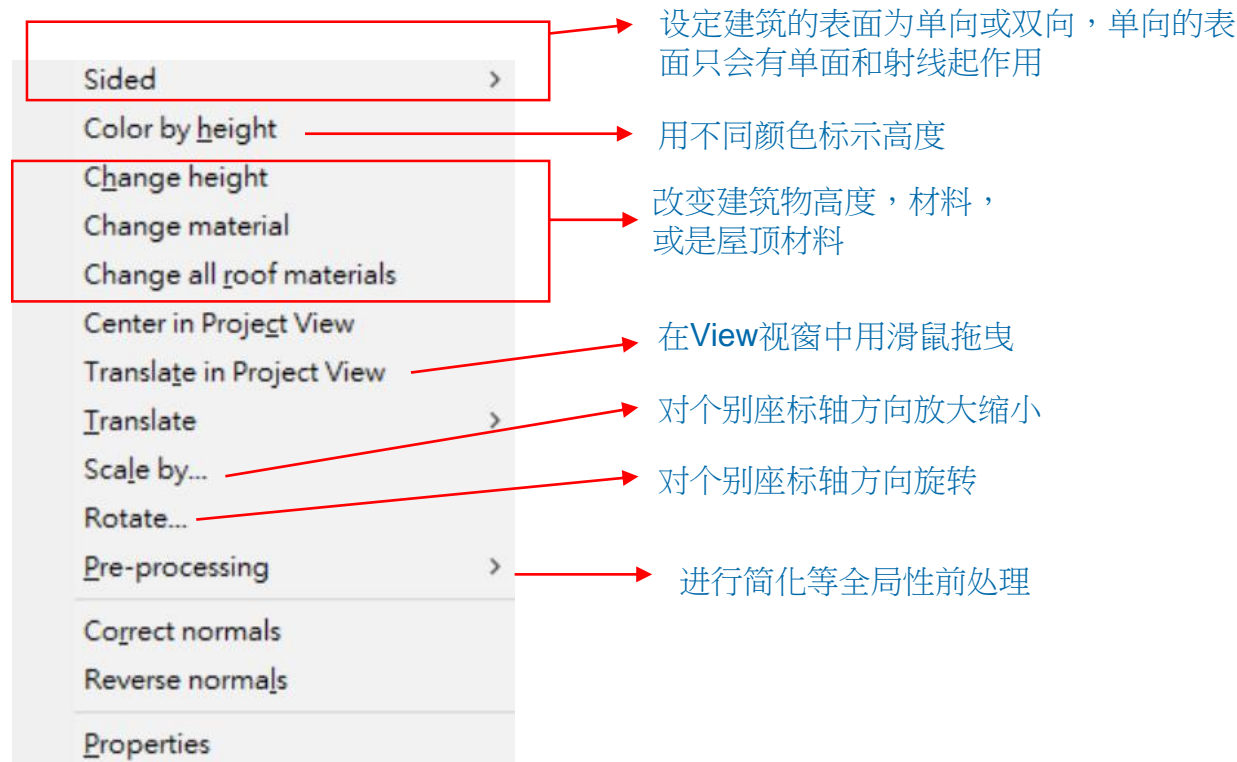 设定建筑的表面为单向或双向，单向的表
面只会有单面和射线起作用
Sided
Color by height
用不同颜色标示高度
Change height
Change material
Change all roof materials
改变建筑物高度，材料，
或是屋顶材料
Center in Project View
Translate in Project View
在View视窗中用滑鼠拖曳
Translate
对个别座标轴方向放大缩小
Scale by...
Rotate...
对个别座标轴方向旋转
Pre-processing
进行简化等全局性前处理
Correct normals
Reverse normals
Properties